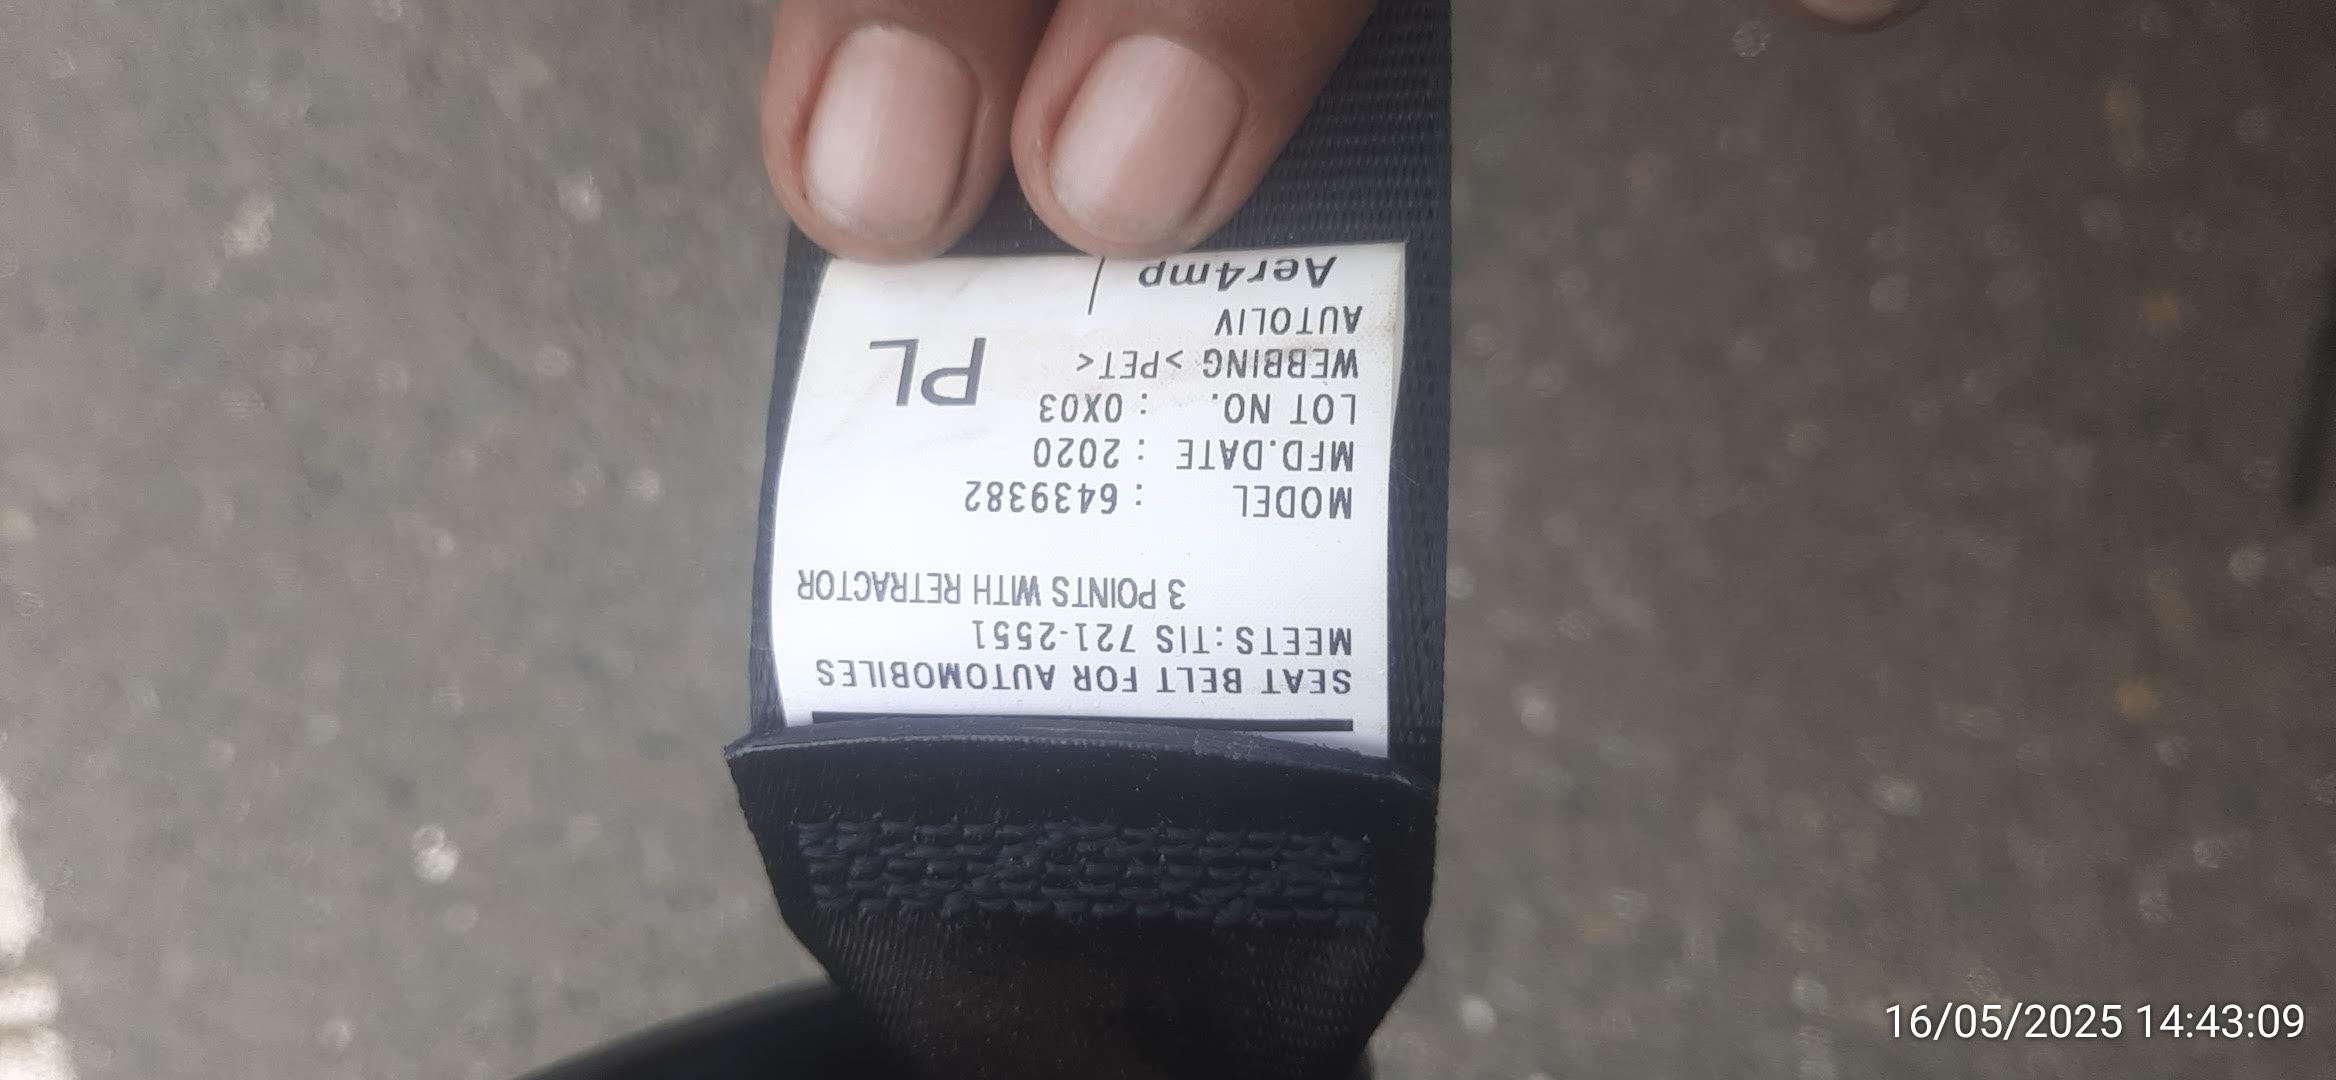 SEAT BELT FOR AUTOMOBILES
MEETS:TIS 721-2551
3 POINTS WITH RETRACTOR
MODEL : 6439382
MFD.DATE : 2020
LOT NO. : 0X03
WEBBING >PET<
AUTOLIV
PL
Aer4mp
16/05/2025 14:43:09